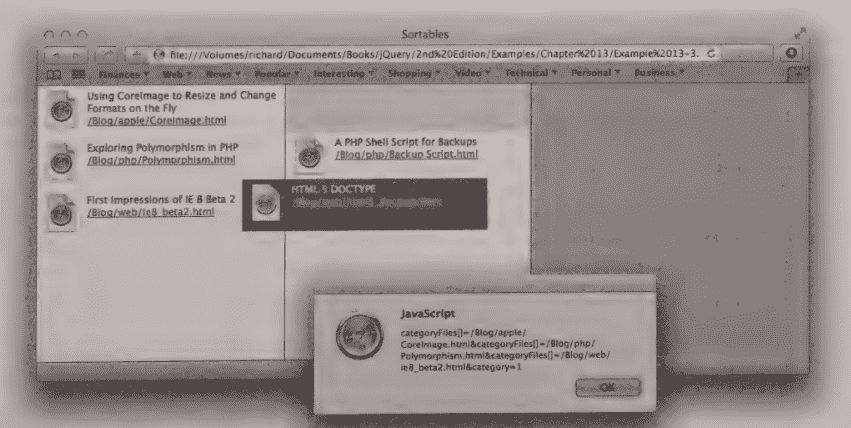 Sortables
file:///Volumes/richard/Documents/Books/jQuery/2nd%20Edition/Examples/Chapter%2013/Example%2013-3.
Finances Web News Popular Interesting Shopping Video Technical Personal Business
Using CoreImage to Resize and Change
Formats on the Fly
/Blog/apple/CoreImage.html
Exploring Polymorphism in PHP
/Blog/php/Polymorphism.html
First Impressions of IE 8 Beta 2
/Blog/web/ie8_beta2.html
A PHP Shell Script for Backups
/Blog/php/Backup Script.html
HTML 5 DOCTYPE
JavaScript
categoryFiles[]=/Blog/apple/
CoreImage.html&categoryFiles[]=/Blog/php/
Polymorphism.html&categoryFiles[]=/Blog/web/
ie8_beta2.html&category=1
OK